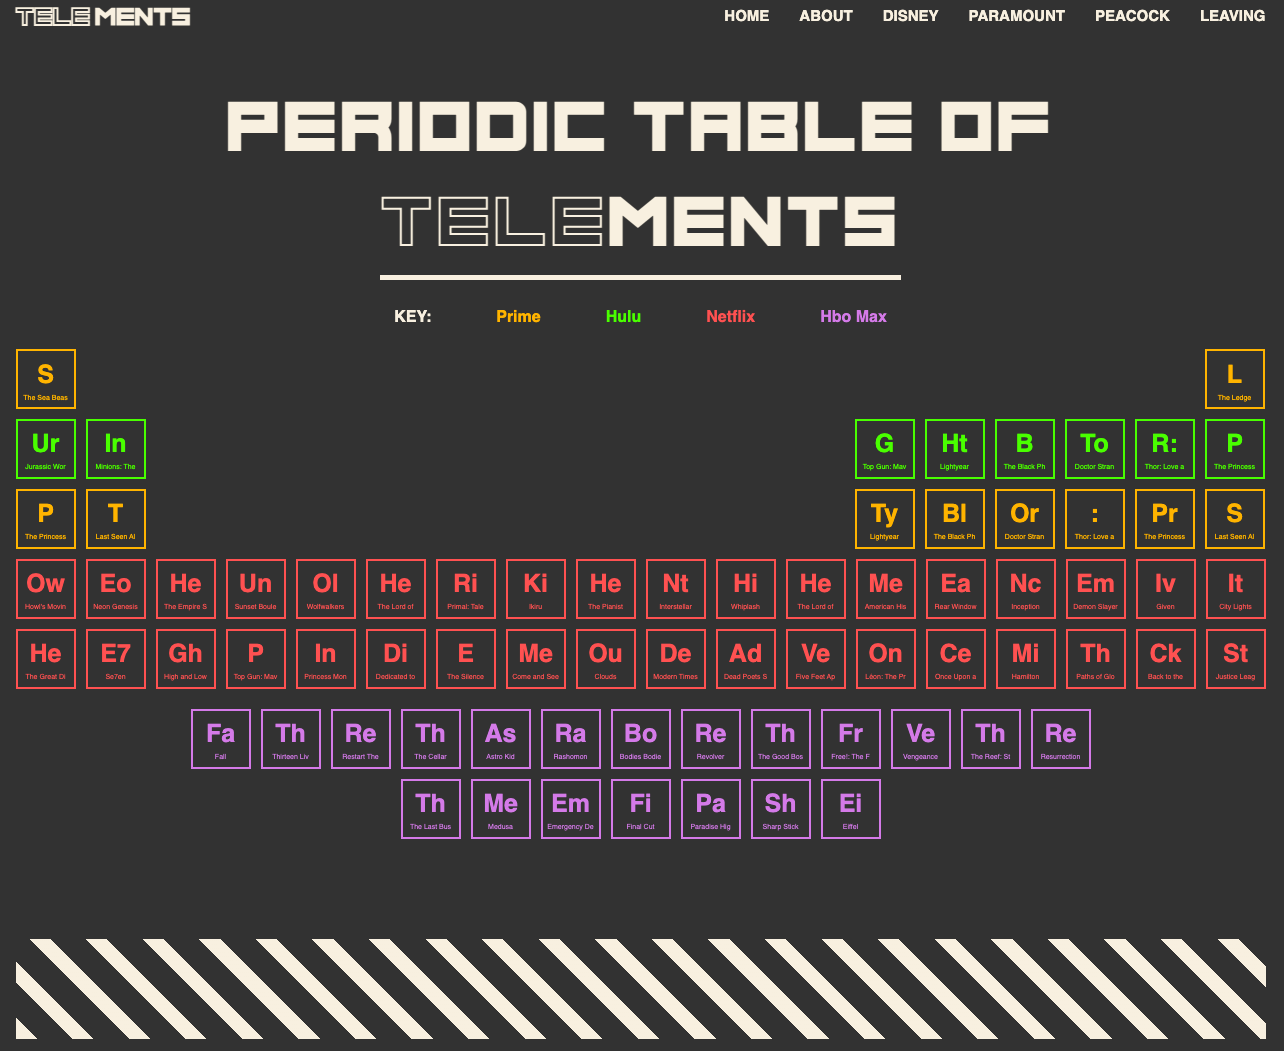 TELEMENTS HOME ABOUT DISNEY PARAMOUNT PEACOCK LEAVING
PERIODIC TABLE OF
TELEMENTS
KEY: Prime Hulu Netflix Hbo Max
S L
The Sea Beas The Ledge
Ur In G Ht B To R: P
Jurassic Wor Minions: The Top Gun: Mav Lightyear The Black Ph Doctor Stran Thor: Love a The Princess
P T Ty Bl Or : Pr S
The Princess Last Seen Al Lightyear The Black Ph Doctor Stran Thor: Love a The Princess Last Seen Al
Ow Eo He Un Ol He Ri Ki He Nt Hi He Me Ea Nc Em Iv It
Howl's Movin Neon Genesis The Empire S Sunset Boule Wolfwalkers The Lord of Primal: Tale Ikiru The Pianist Interstellar Whiplash The Lord of American His Rear Window Inception Demon Slayer Given City Lights
He E7 Gh P In Di E Me Ou De Ad Ve On Ce Mi Th Ck St
The Great Di Se7en High and Low Top Gun: Mav Princess Mon Dedicated to The Silence Come and See Clouds Modern Times Dead Poets S Five Feet Ap Léon: The Pr Once Upon a Hamilton Paths of Glo Back to the Justice Leag
Fa Th Re Th As Ra Bo Re Th Fr Ve Th Re
Fall Thirteen Liv Restart The The Cellar Astro Kid Rashomon Bodies Bodie Revolver The Good Bos Free!: The F Vengeance The Reef: St Resurrection
Th Me Em Fi Pa Sh Ei
The Last Bus Medusa Emergency De Final Cut Paradise Hig Sharp Stick Eiffel